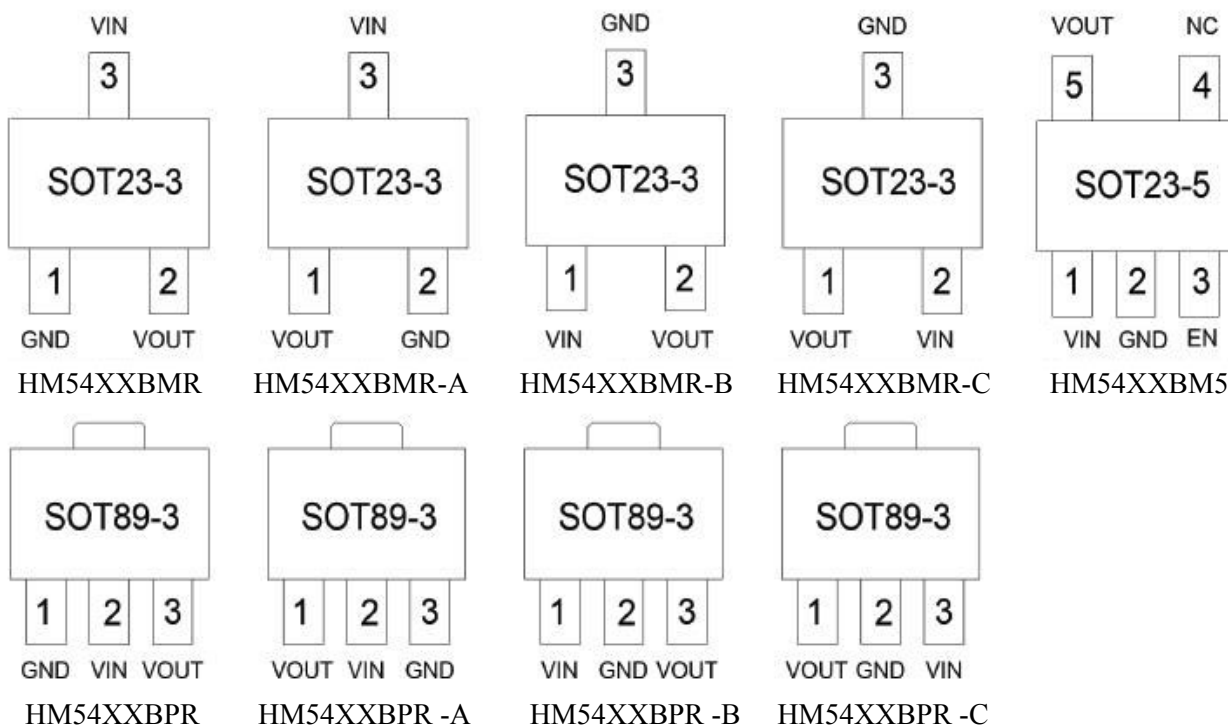 VIN VIN GND GND VOUT NC
3 3 3 3 5 4
SOT23-3 SOT23-3 SOT23-3 SOT23-3 SOT23-5
1 2 1 2 1 2 1 2 1 2 3
GND VOUT VOUT GND VIN VOUT VOUT VIN VIN GND EN
HM54XXBMR HM54XXBMR-A HM54XXBMR-B HM54XXBMR-C HM54XXBM5
SOT89-3 SOT89-3 SOT89-3 SOT89-3
1 2 3 1 2 3 1 2 3 1 2 3
GND VIN VOUT VOUT VIN GND VIN GND VOUT VOUT GND VIN
HM54XXBPR HM54XXBPR -A HM54XXBPR -B HM54XXBPR -C